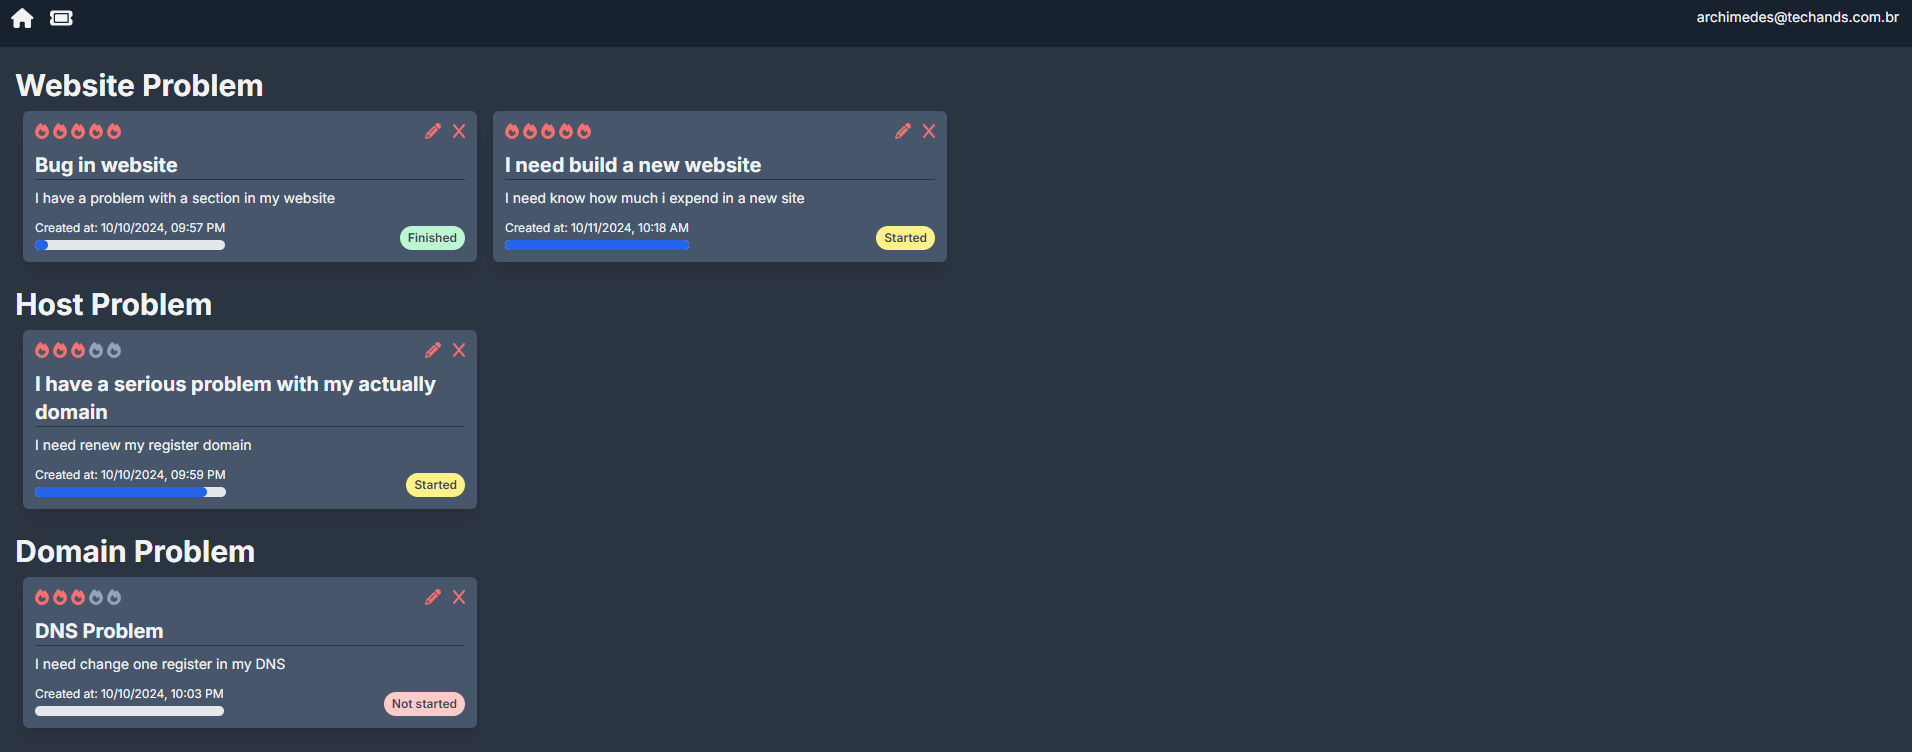 archimedes@techands.com.br
Website Problem
Bug in website
I have a problem with a section in my website
Created at: 10/10/2024, 09:57 PM
Finished
I need build a new website
I need know how much i expend in a new site
Created at: 10/11/2024, 10:18 AM
Started
Host Problem
I have a serious problem with my actually
domain
I need renew my register domain
Created at: 10/10/2024, 09:59 PM
Started
Domain Problem
DNS Problem
I need change one register in my DNS
Created at: 10/10/2024, 10:03 PM
Not started